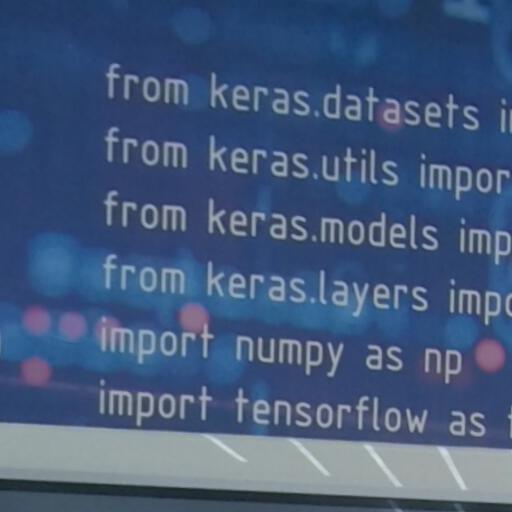 from keras.datasets
from keras.utils impor
from keras.models imp
from keras.layers impo
import numpy as np
import tensorflow as